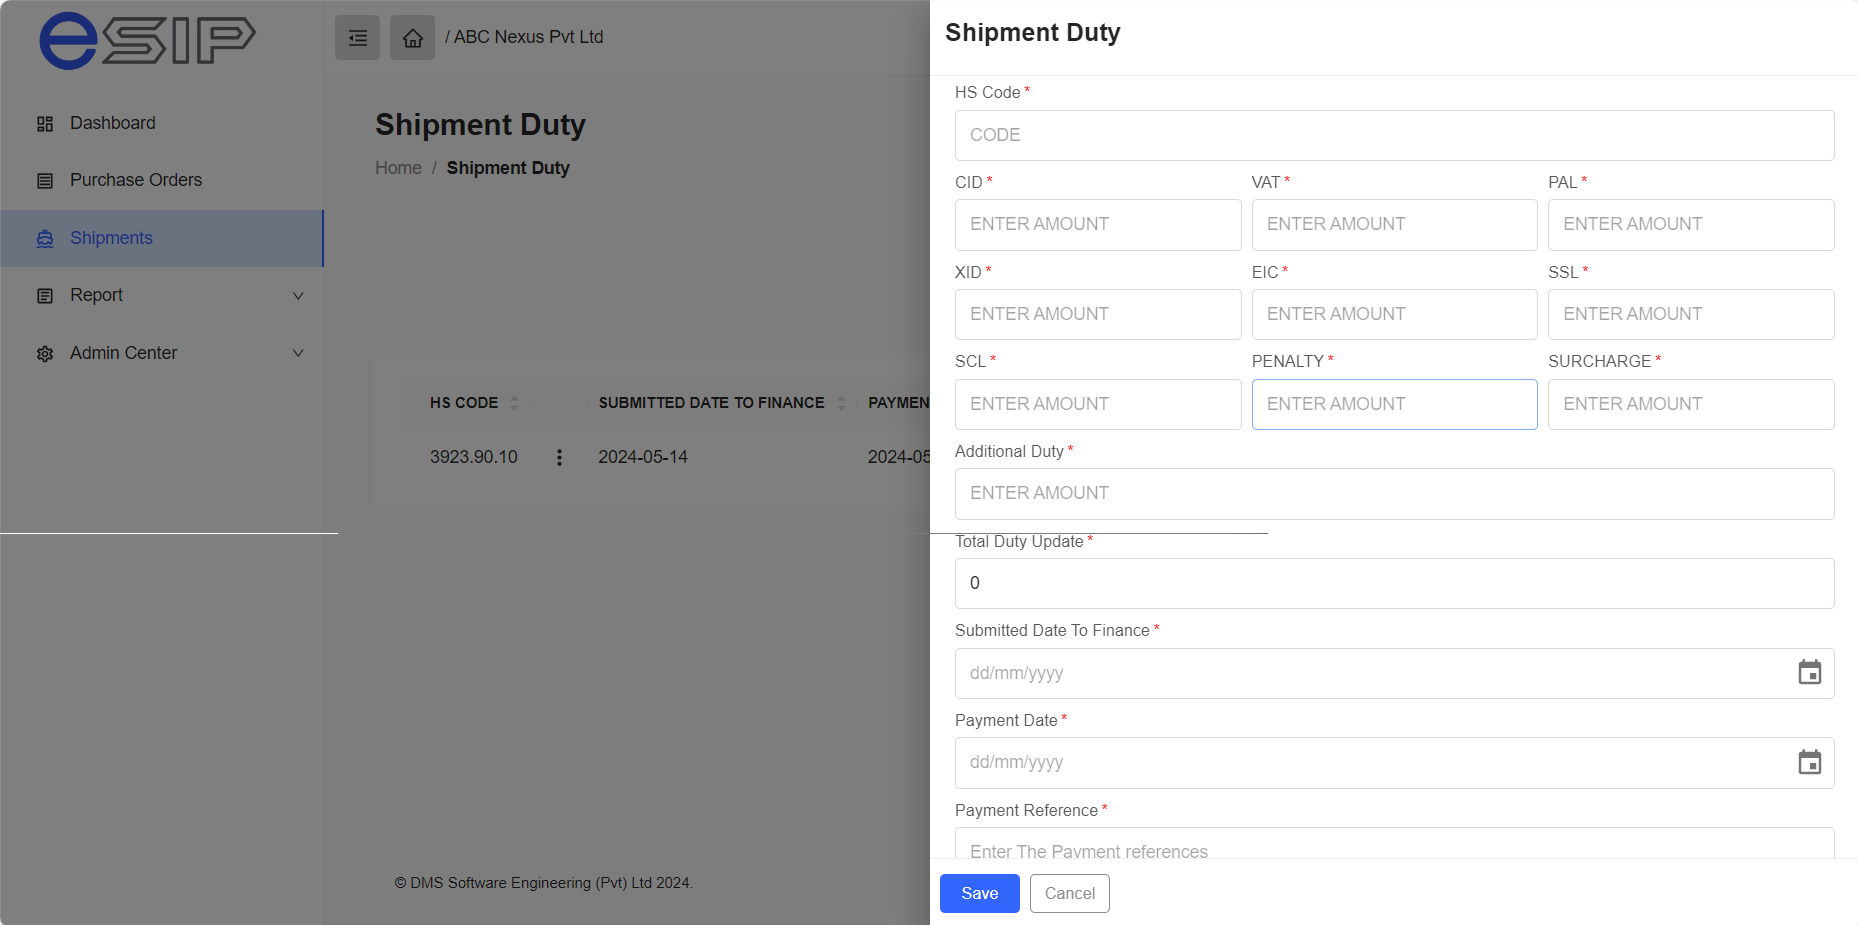 eSIP
/ ABC Nexus Pvt Ltd
Dashboard
Purchase Orders
Shipments
Report
Admin Center
Shipment Duty
Home / Shipment Duty
HS CODE SUBMITTED DATE TO FINANCE PAYMEN
3923.90.10 2024-05-14 2024-05
© DMS Software Engineering (Pvt) Ltd 2024.
Shipment Duty
HS Code *
CODE
CID * VAT * PAL *
ENTER AMOUNT ENTER AMOUNT ENTER AMOUNT
XID * EIC * SSL *
ENTER AMOUNT ENTER AMOUNT ENTER AMOUNT
SCL * PENALTY * SURCHARGE *
ENTER AMOUNT ENTER AMOUNT ENTER AMOUNT
Additional Duty *
ENTER AMOUNT
Total Duty Update *
0
Submitted Date To Finance *
dd/mm/yyyy
Payment Date *
dd/mm/yyyy
Payment Reference *
Enter The Payment references
Save Cancel